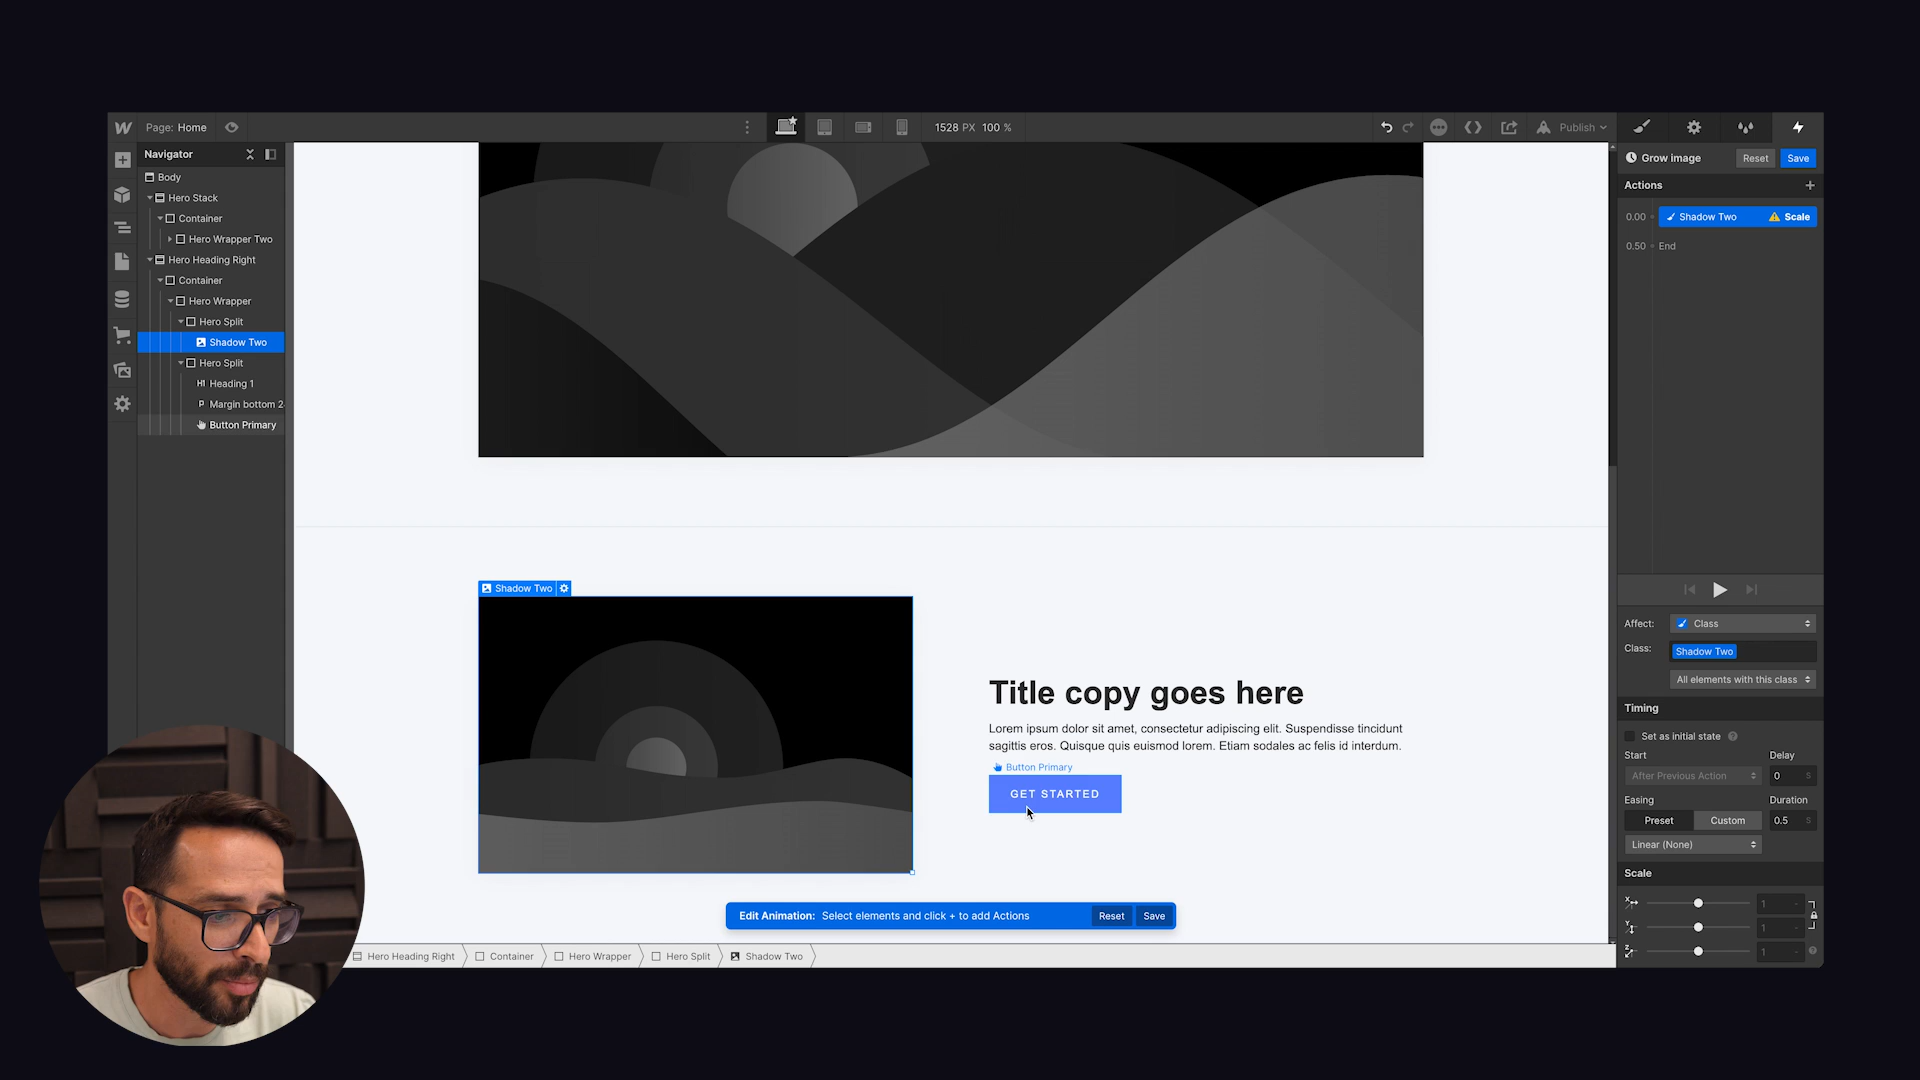 Page: Home
1528 PX 100 %
Publish
Navigator
Body
Hero Stack
Container
Hero Wrapper Two
Hero Heading Right
Container
Hero Wrapper
Hero Split
Shadow Two
Hero Split
H1 Heading 1
P Margin bottom 2
Button Primary
Shadow Two
Title copy goes here
Lorem ipsum dolor sit amet, consectetur adipiscing elit. Suspendisse tincidunt
sagittis eros. Quisque quis euismod lorem. Etiam sodales ac felis id interdum.
Button Primary
GET STARTED
Edit Animation: Select elements and click + to add Actions Reset Save
Hero Heading Right Container Hero Wrapper Hero Split Shadow Two
Grow image Reset Save
Actions
0.00 Shadow Two Scale
0.50 End
Affect: Class
Class: Shadow Two
All elements with this class
Timing
Set as initial state
Start Delay
After Previous Action 0 S
Easing Duration
Preset Custom 0.5 S
Linear (None)
Scale
X 1 -
Y 1 -
Z 1 -